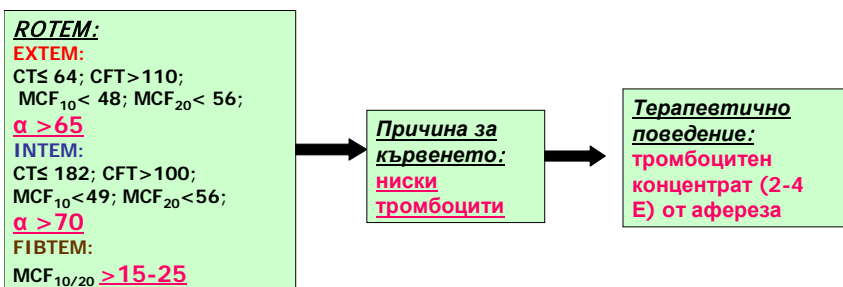 ROTEM:
EXTEM:
CT≤ 64; CFT>110;
MCF10< 48; MCF20< 56;
α >65
INTEM:
CT≤ 182; CFT>100;
MCF10<49; MCF20<56;
α >70
FIBTEM:
MCF10/20 >15-25
Причина за
кървенето:
ниски
тромбоцити
Терапевтично
поведение:
тромбоцитен
концентрат (2-4
Е) от афереза